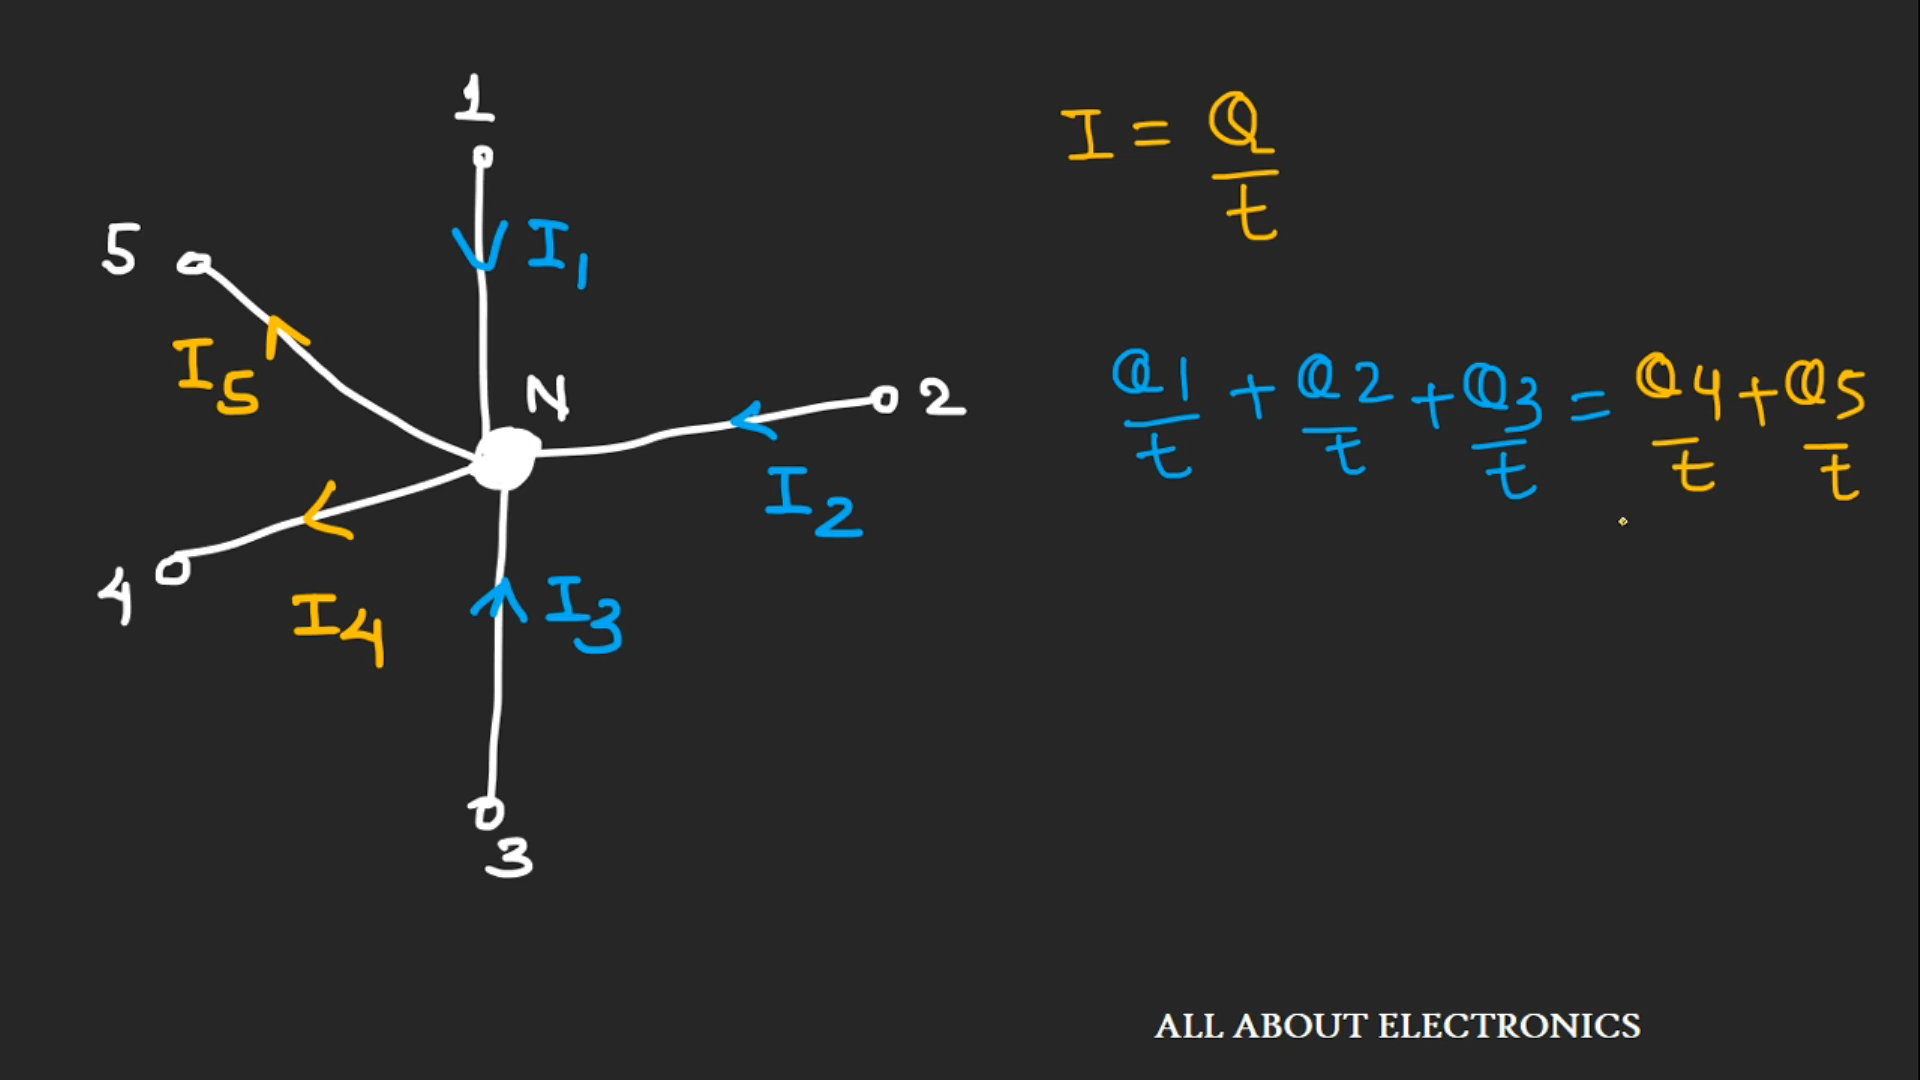 1
I = Q/t
5
I1
I5
N
2
Q1/t + Q2/t + Q3/t = Q4/t + Q5/t
I2
4
I4
I3
3
ALL ABOUT ELECTRONICS